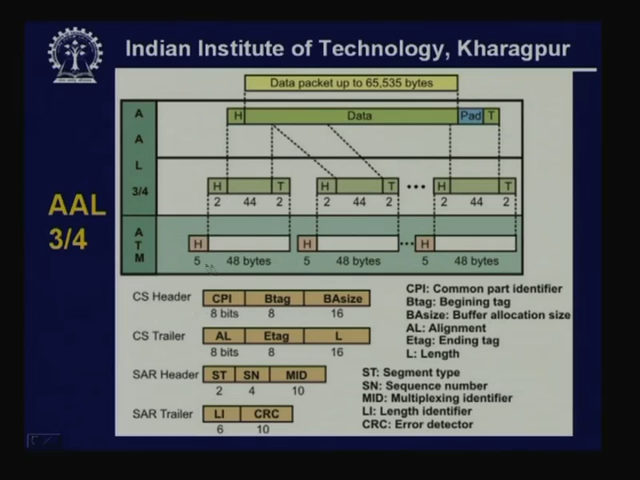 Indian Institute of Technology, Kharagpur
Data packet up to 65,535 bytes
AAL 3/4
A A L 3/4
H Data Pad T
H T H T ••• H T
2 44 2 2 44 2 2 44 2
A T M
H H ••• H
5 48 bytes 5 48 bytes 5 48 bytes
CS Header CPI Btag BAsize
8 bits 8 16
CS Trailer AL Etag L
8 bits 8 16
SAR Header ST SN MID
2 4 10
SAR Trailer LI CRC
6 10
CPI: Common part identifier
Btag: Begining tag
BAsize: Buffer allocation size
AL: Alignment
Etag: Ending tag
L: Length
ST: Segment type
SN: Sequence number
MID: Multiplexing identifier
LI: Length identifier
CRC: Error detector